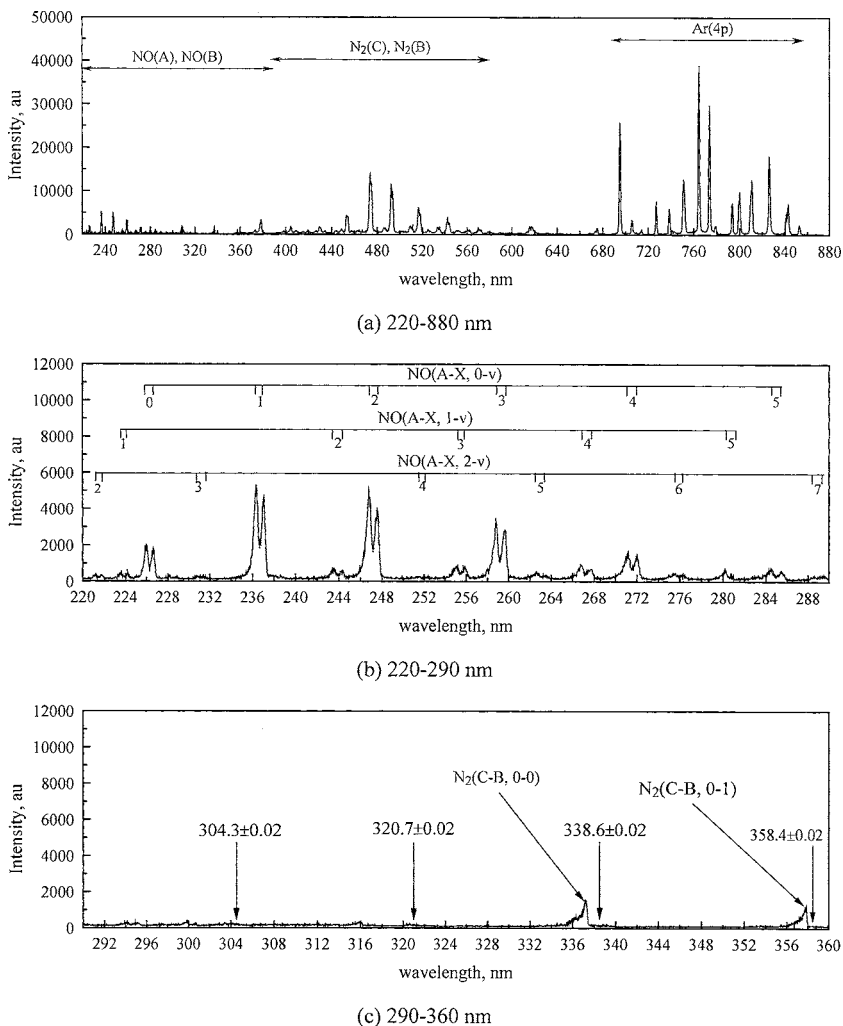 50000
40000
30000
20000
10000
0
Intensity, au
NO(A), NO(B)
N2(C), N2(B)
Ar(4p)
240 280 320 360 400 440 480 520 560 600 640 680 720 760 800 840 880
wavelength, nm
(a) 220-880 nm
12000
10000
8000
6000
4000
2000
0
Intensity, au
NO(A-X, 0-v)
0 1 2 3 4 5
NO(A-X, 1-v)
1 2 3 4 5
NO(A-X, 2-v)
2 3 4 5 6 7
220 224 228 232 236 240 244 248 252 256 260 264 268 272 276 280 284 288
wavelength, nm
(b) 220-290 nm
12000
10000
8000
6000
4000
2000
0
Intensity, au
N2(C-B, 0-0)
N2(C-B, 0-1)
304.3±0.02
320.7±0.02
338.6±0.02
358.4±0.02
292 296 300 304 308 312 316 320 324 328 332 336 340 344 348 352 356 360
wavelength, nm
(c) 290-360 nm